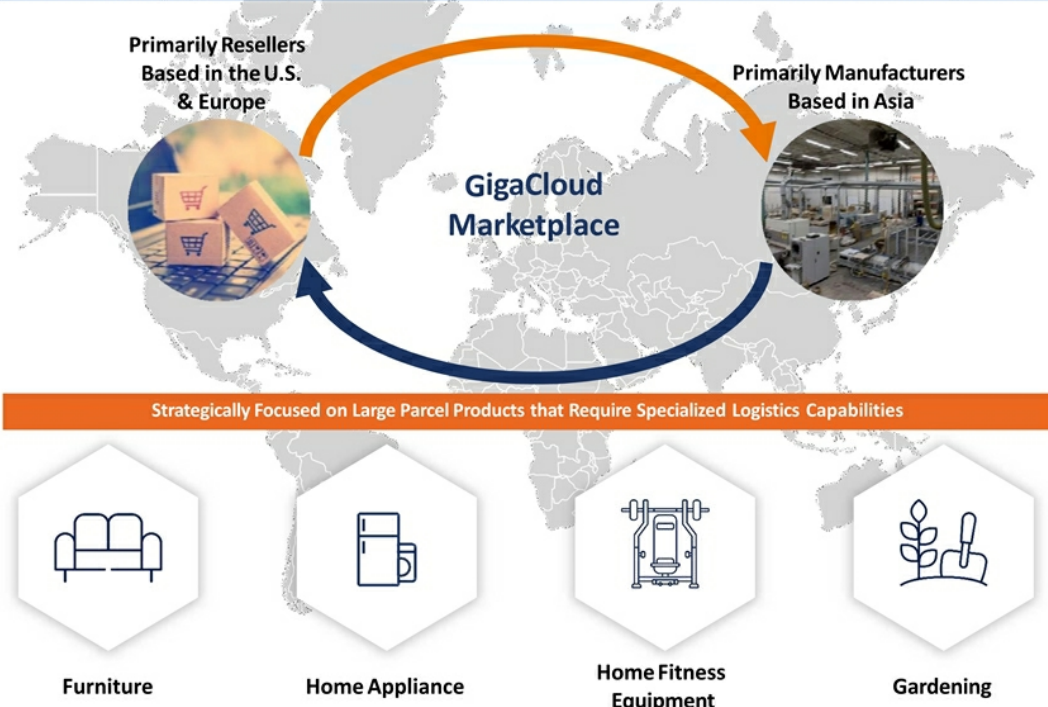 Primarily Resellers
Based in the U.S.
& Europe
Primarily Manufacturers
Based in Asia
GigaCloud
Marketplace
Strategically Focused on Large Parcel Products that Require Specialized Logistics Capabilities
Furniture
Home Appliance
Home Fitness
Equipment
Gardening